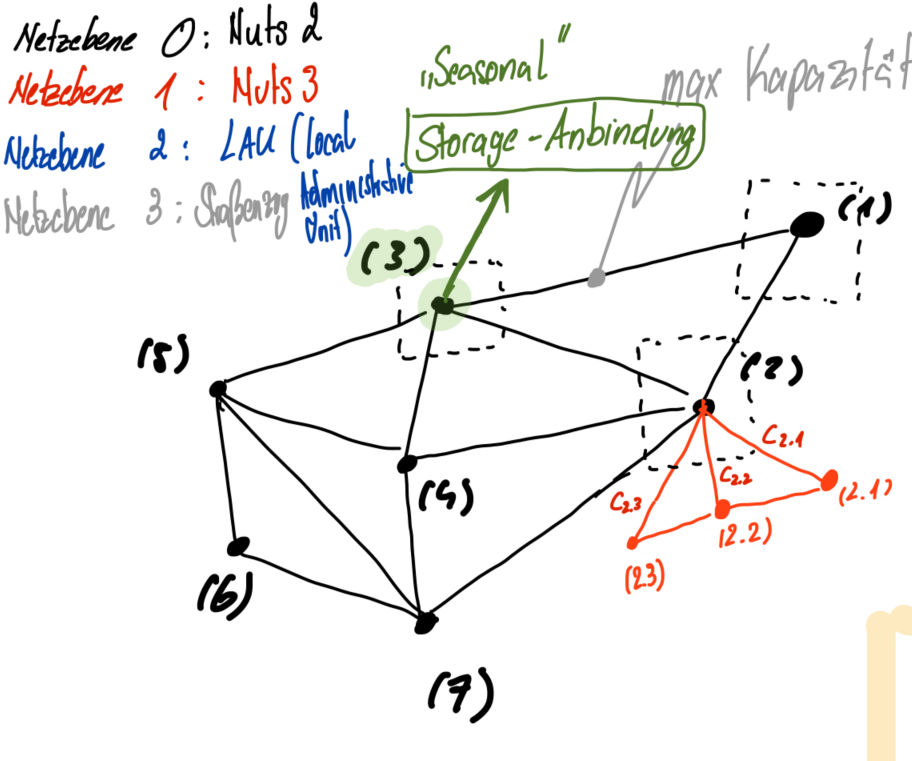 Netzebene 0: Nuts 2
Netzebene 1: Nuts 3
Netzebene 2: LAU (Local
Administrative
Unit)
Netzebene 3: Straßenzug
„Seasonal"
Storage-Anbindung
max Kapazität
(1)
(3)
(5)
(2)
C2.1
C2.2
(2.1)
(4)
C2.3
(2.2)
(2.3)
(6)
(7)